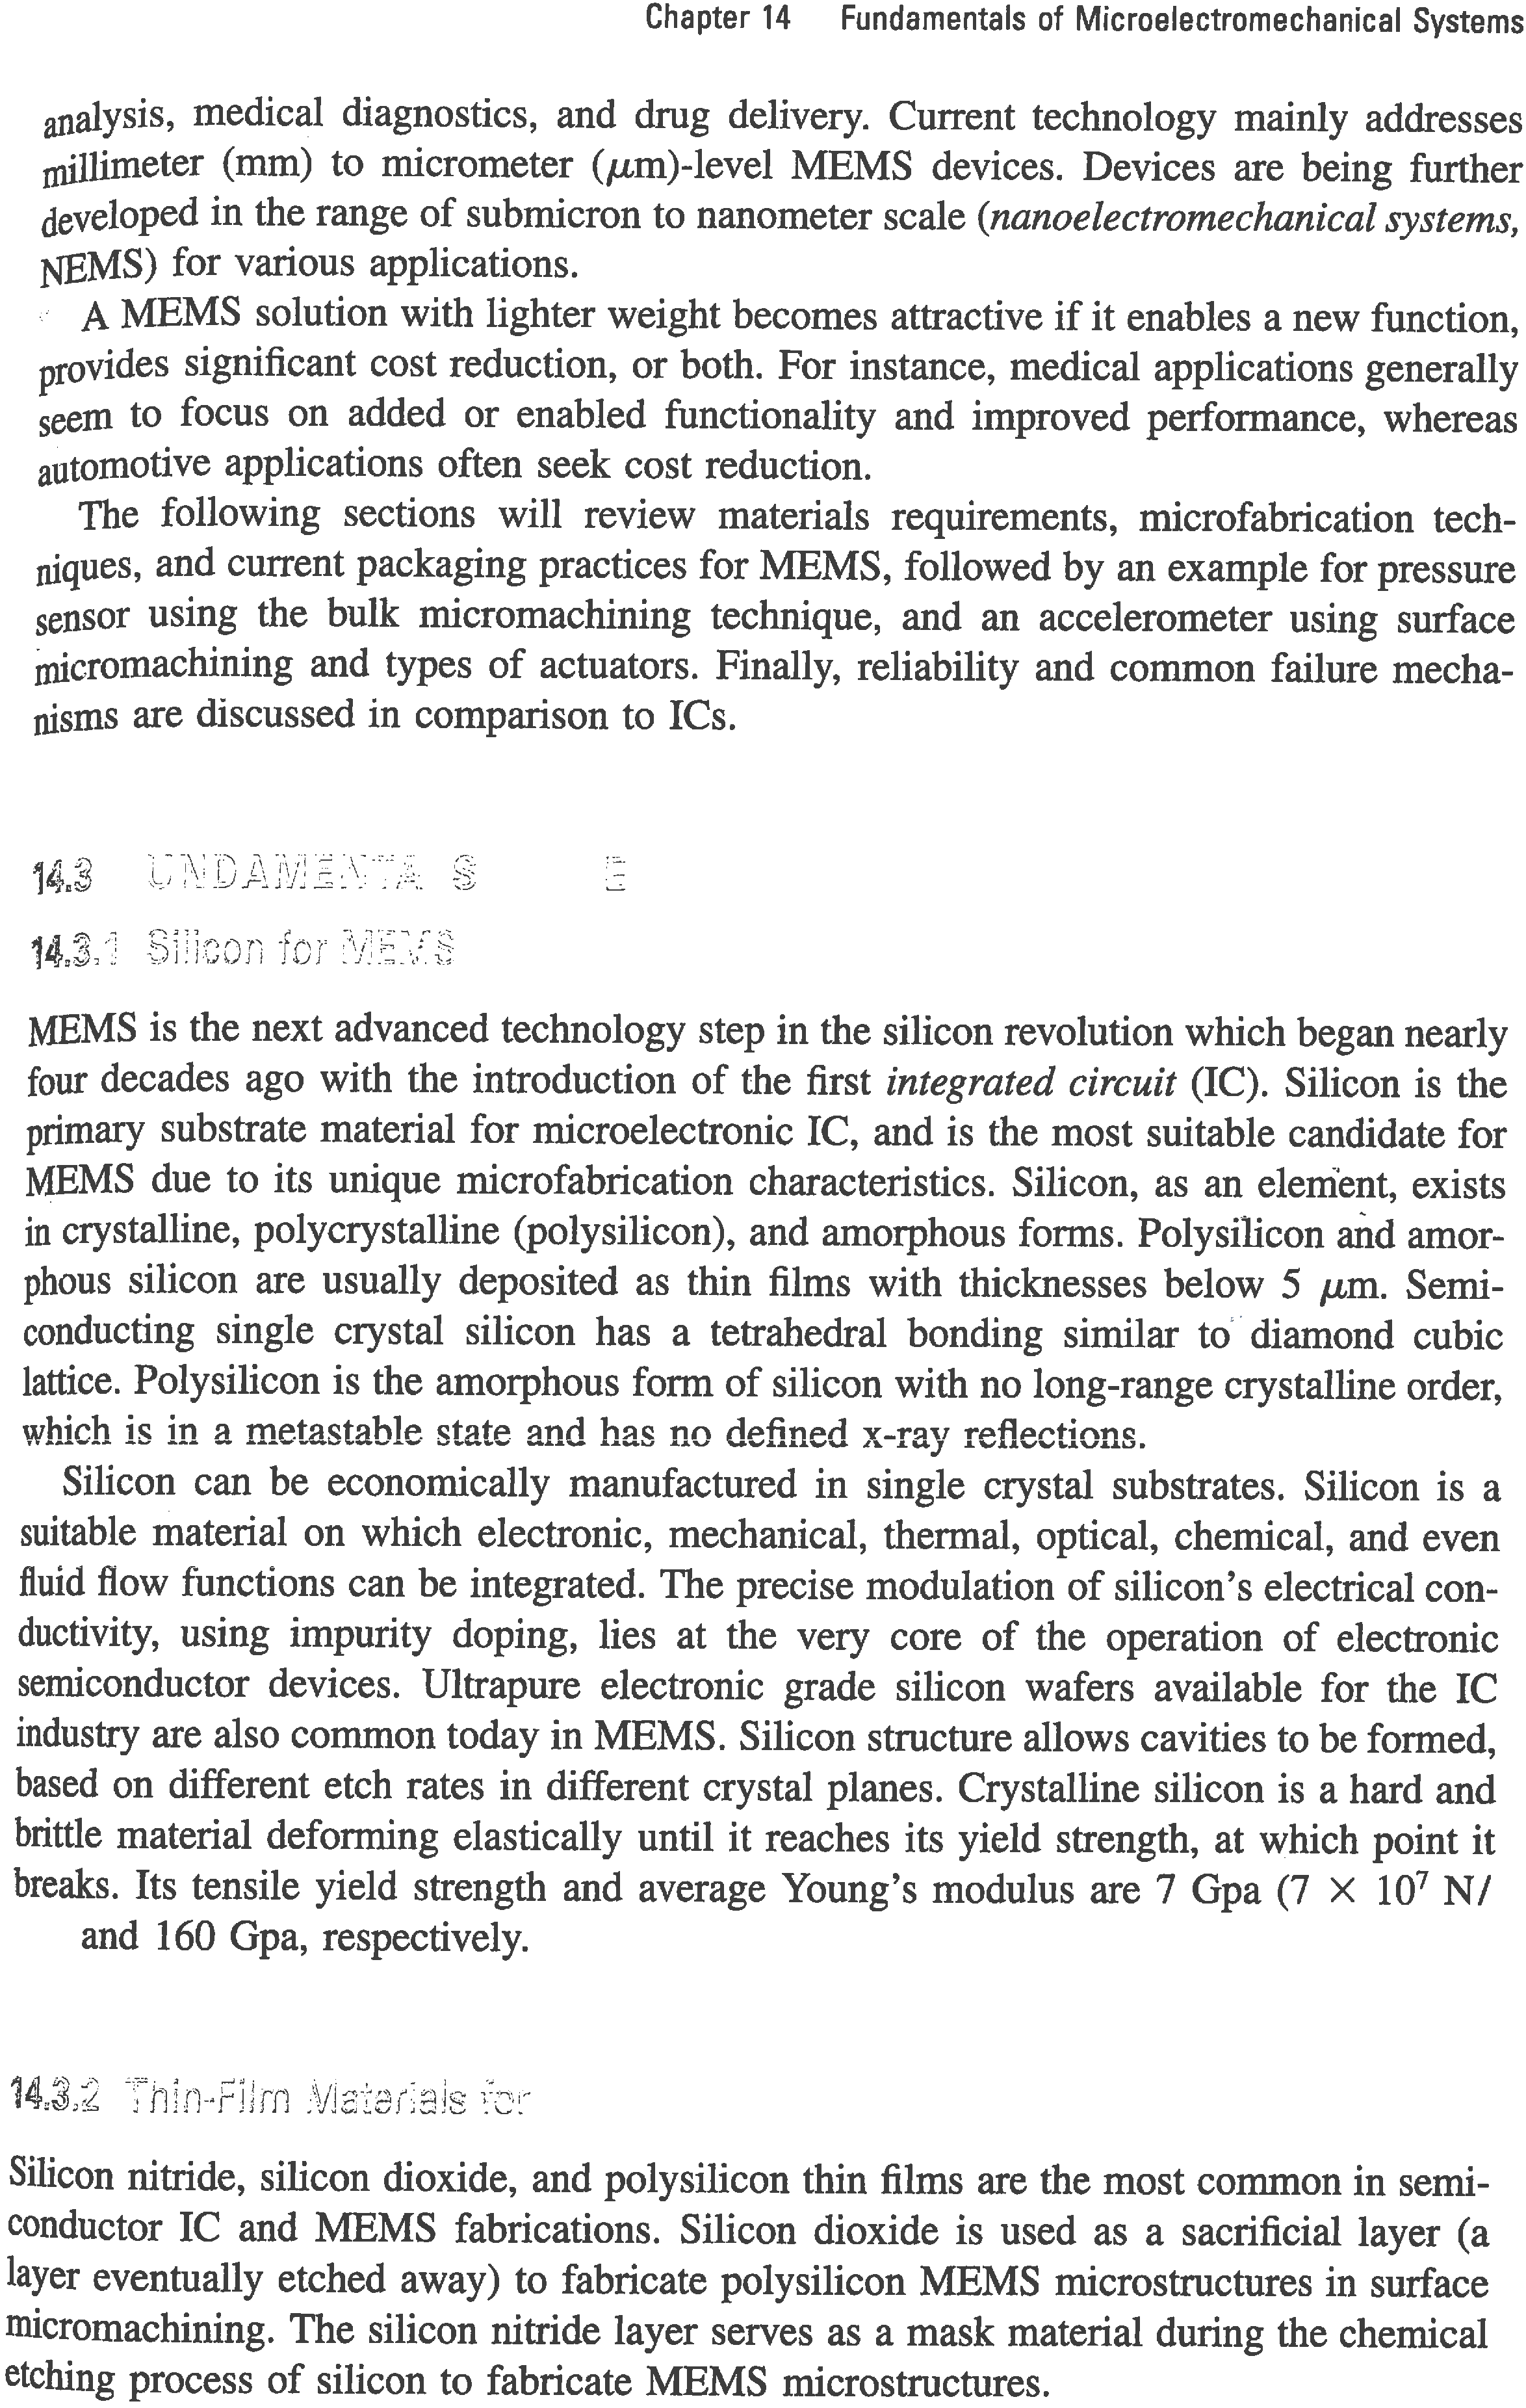 Chapter 14 Fundamentals of Microelectromechanical Systems
analysis, medical diagnostics, and drug delivery. Current technology mainly addresses
millimeter (mm) to micrometer (μm)-level MEMS devices. Devices are being further
developed in the range of submicron to nanometer scale (nanoelectromechanical systems,
NEMS) for various applications.
A MEMS solution with lighter weight becomes attractive if it enables a new function,
provides significant cost reduction, or both. For instance, medical applications generally
seem to focus on added or enabled functionality and improved performance, whereas
automotive applications often seek cost reduction.
The following sections will review materials requirements, microfabrication tech-
niques, and current packaging practices for MEMS, followed by an example for pressure
sensor using the bulk micromachining technique, and an accelerometer using surface
micromachining and types of actuators. Finally, reliability and common failure mecha-
nisms are discussed in comparison to ICs.
14.3
14.3.1 Silicon for MEMS
MEMS is the next advanced technology step in the silicon revolution which began nearly
four decades ago with the introduction of the first integrated circuit (IC). Silicon is the
primary substrate material for microelectronic IC, and is the most suitable candidate for
MEMS due to its unique microfabrication characteristics. Silicon, as an element, exists
in crystalline, polycrystalline (polysilicon), and amorphous forms. Polysilicon and amor-
phous silicon are usually deposited as thin films with thicknesses below 5 μm. Semi-
conducting single crystal silicon has a tetrahedral bonding similar to diamond cubic
lattice. Polysilicon is the amorphous form of silicon with no long-range crystalline order,
which is in a metastable state and has no defined x-ray reflections.
Silicon can be economically manufactured in single crystal substrates. Silicon is a
suitable material on which electronic, mechanical, thermal, optical, chemical, and even
fluid flow functions can be integrated. The precise modulation of silicon's electrical con-
ductivity, using impurity doping, lies at the very core of the operation of electronic
semiconductor devices. Ultrapure electronic grade silicon wafers available for the IC
industry are also common today in MEMS. Silicon structure allows cavities to be formed,
based on different etch rates in different crystal planes. Crystalline silicon is a hard and
brittle material deforming elastically until it reaches its yield strength, at which point it
breaks. Its tensile yield strength and average Young's modulus are 7 Gpa (7 × 10⁷ N/
and 160 Gpa, respectively.
14.3.2 Thin-Film Materials for
Silicon nitride, silicon dioxide, and polysilicon thin films are the most common in semi-
conductor IC and MEMS fabrications. Silicon dioxide is used as a sacrificial layer (a
layer eventually etched away) to fabricate polysilicon MEMS microstructures in surface
micromachining. The silicon nitride layer serves as a mask material during the chemical
etching process of silicon to fabricate MEMS microstructures.